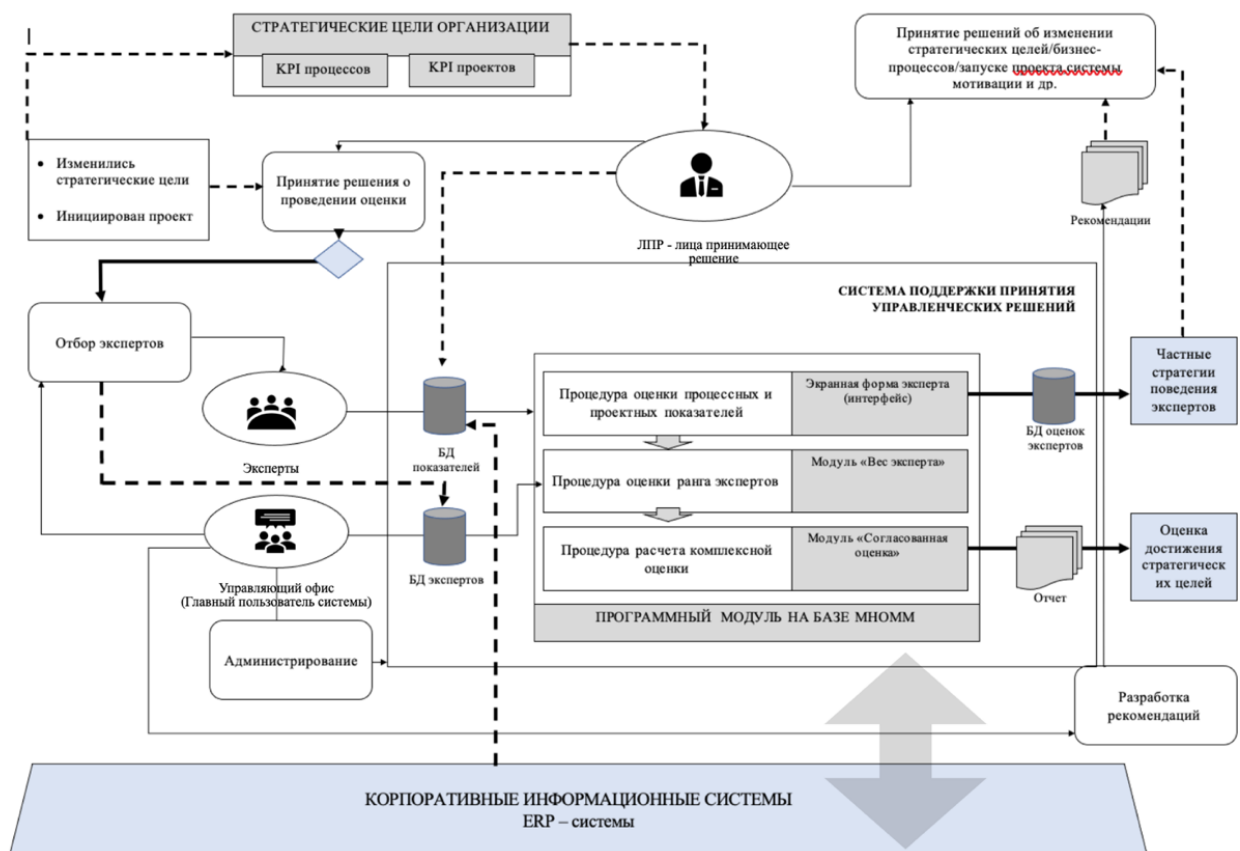 СТРАТЕГИЧЕСКИЕ ЦЕЛИ ОРГАНИЗАЦИИ
KPI процессов
KPI проектов
Принятие решений об изменении
стратегических целей/бизнес-
процессов/запуске проекта системы
мотивации и др.
Изменились
стратегические цели
Инициирован проект
Принятие решения о
проведении оценки
Рекомендации
ЛПР - лица принимающее
решение
СИСТЕМА ПОДДЕРЖКИ ПРИНЯТИЯ
УПРАВЛЕНЧЕСКИХ РЕШЕНИЙ
Отбор экспертов
Эксперты
БД
показателей
Процедура оценки процессных и
проектных показателей
Экранная форма эксперта
(интерфейс)
БД оценок
экспертов
Частные
стратегии
поведения
экспертов
Процедура оценки ранга экспертов
Модуль «Вес эксперта»
Процедура расчета комплексной
оценки
Модуль «Согласованная
оценка»
Отчет
Оценка
достижения
стратегическ
их целей
БД экспертов
Управляющий офис
(Главный пользователь системы)
ПРОГРАММНЫЙ МОДУЛЬ НА БАЗЕ МНОММ
Администрирование
Разработка
рекомендаций
КОРПОРАТИВНЫЕ ИНФОРМАЦИОННЫЕ СИСТЕМЫ
ERP – системы